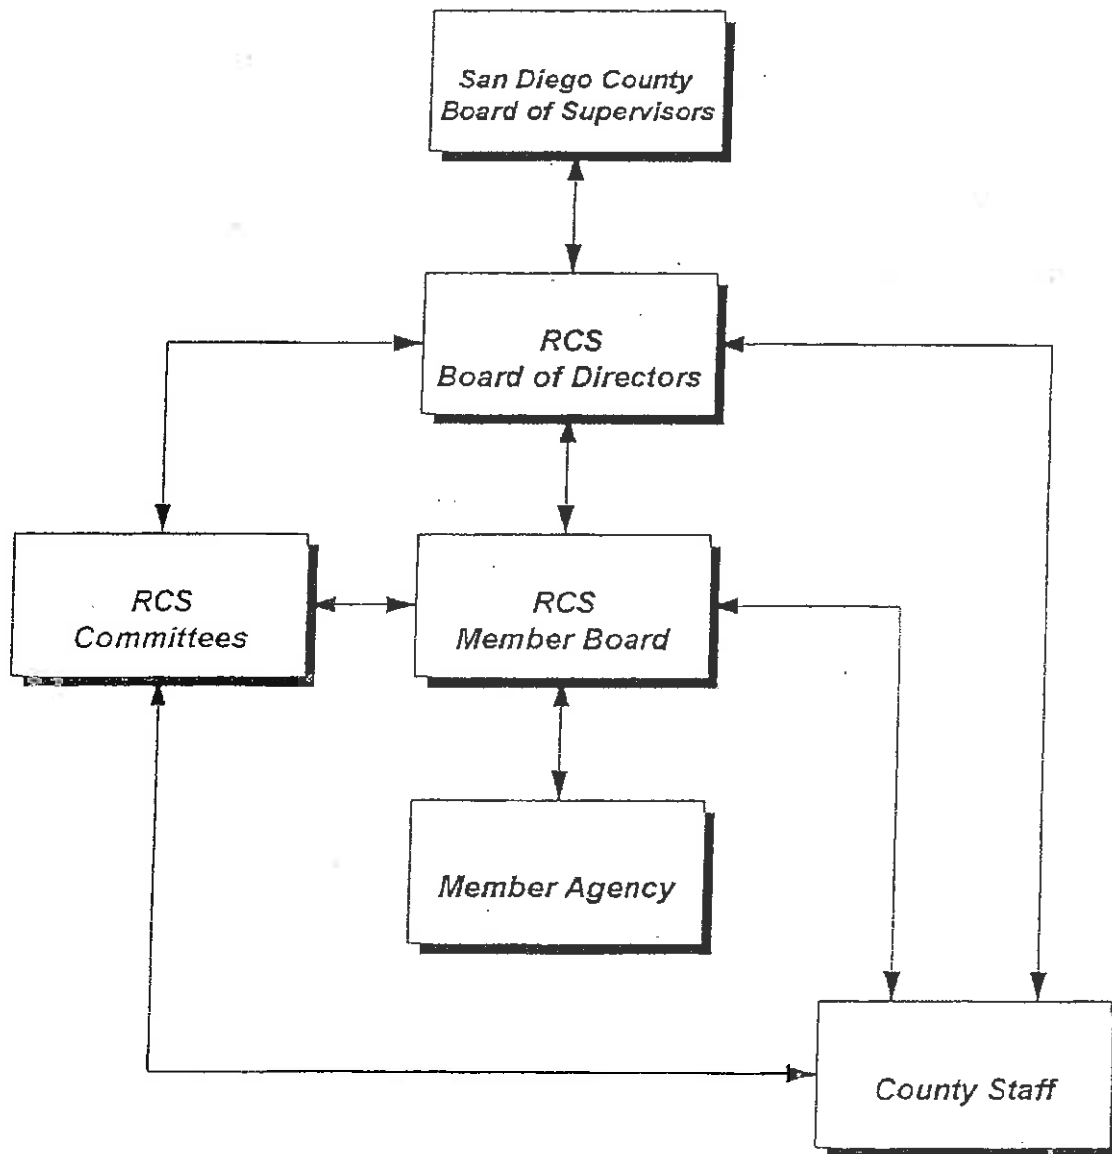 San Diego County
Board of Supervisors
RCS
Board of Directors
RCS
Committees
RCS
Member Board
Member Agency
County Staff